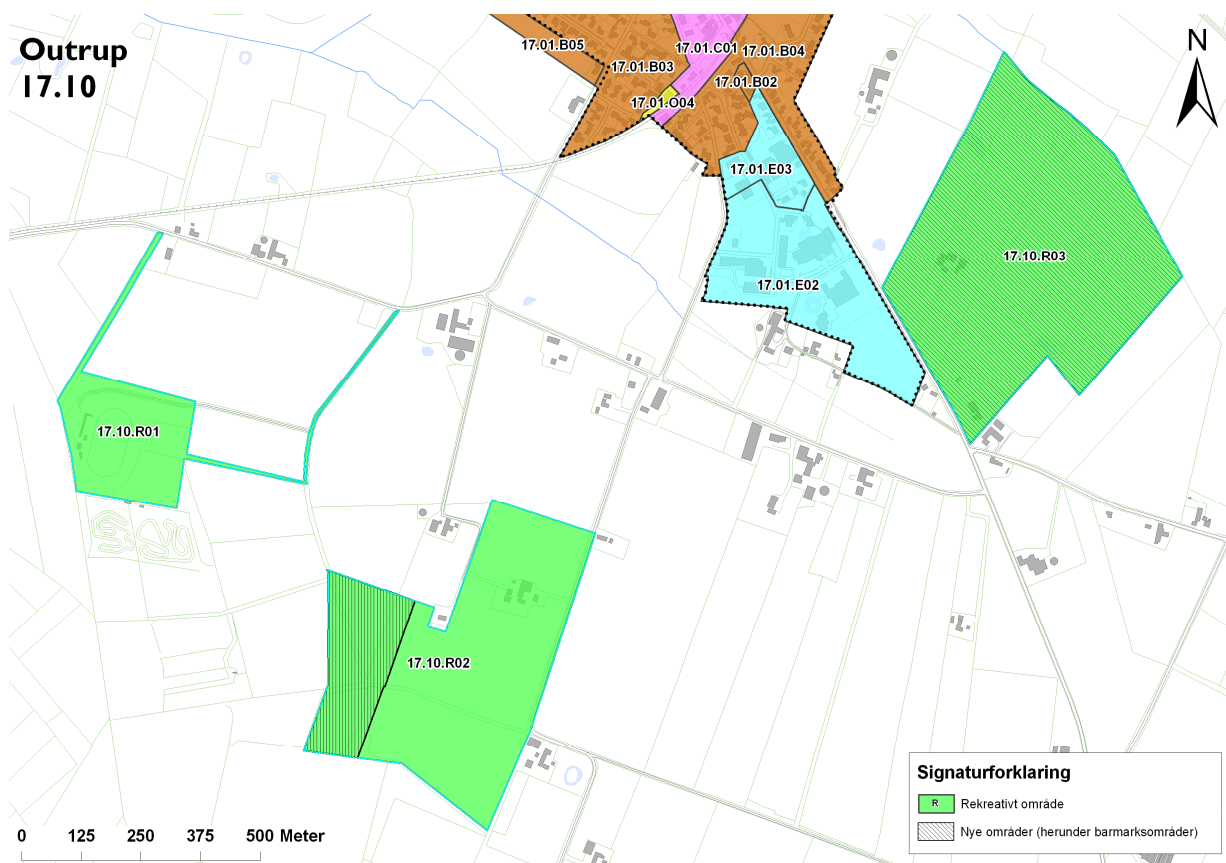 Outrup
17.10
N
17.01.B05
17.01.C01
17.01.B04
17.01.B03
17.01.B02
17.01.O04
17.01.E03
17.10.R03
17.01.E02
17.10.R01
17.10.R02
Signaturforklaring
R Rekreativt område
Nye områder (herunder barmarksområder)
0 125 250 375 500 Meter